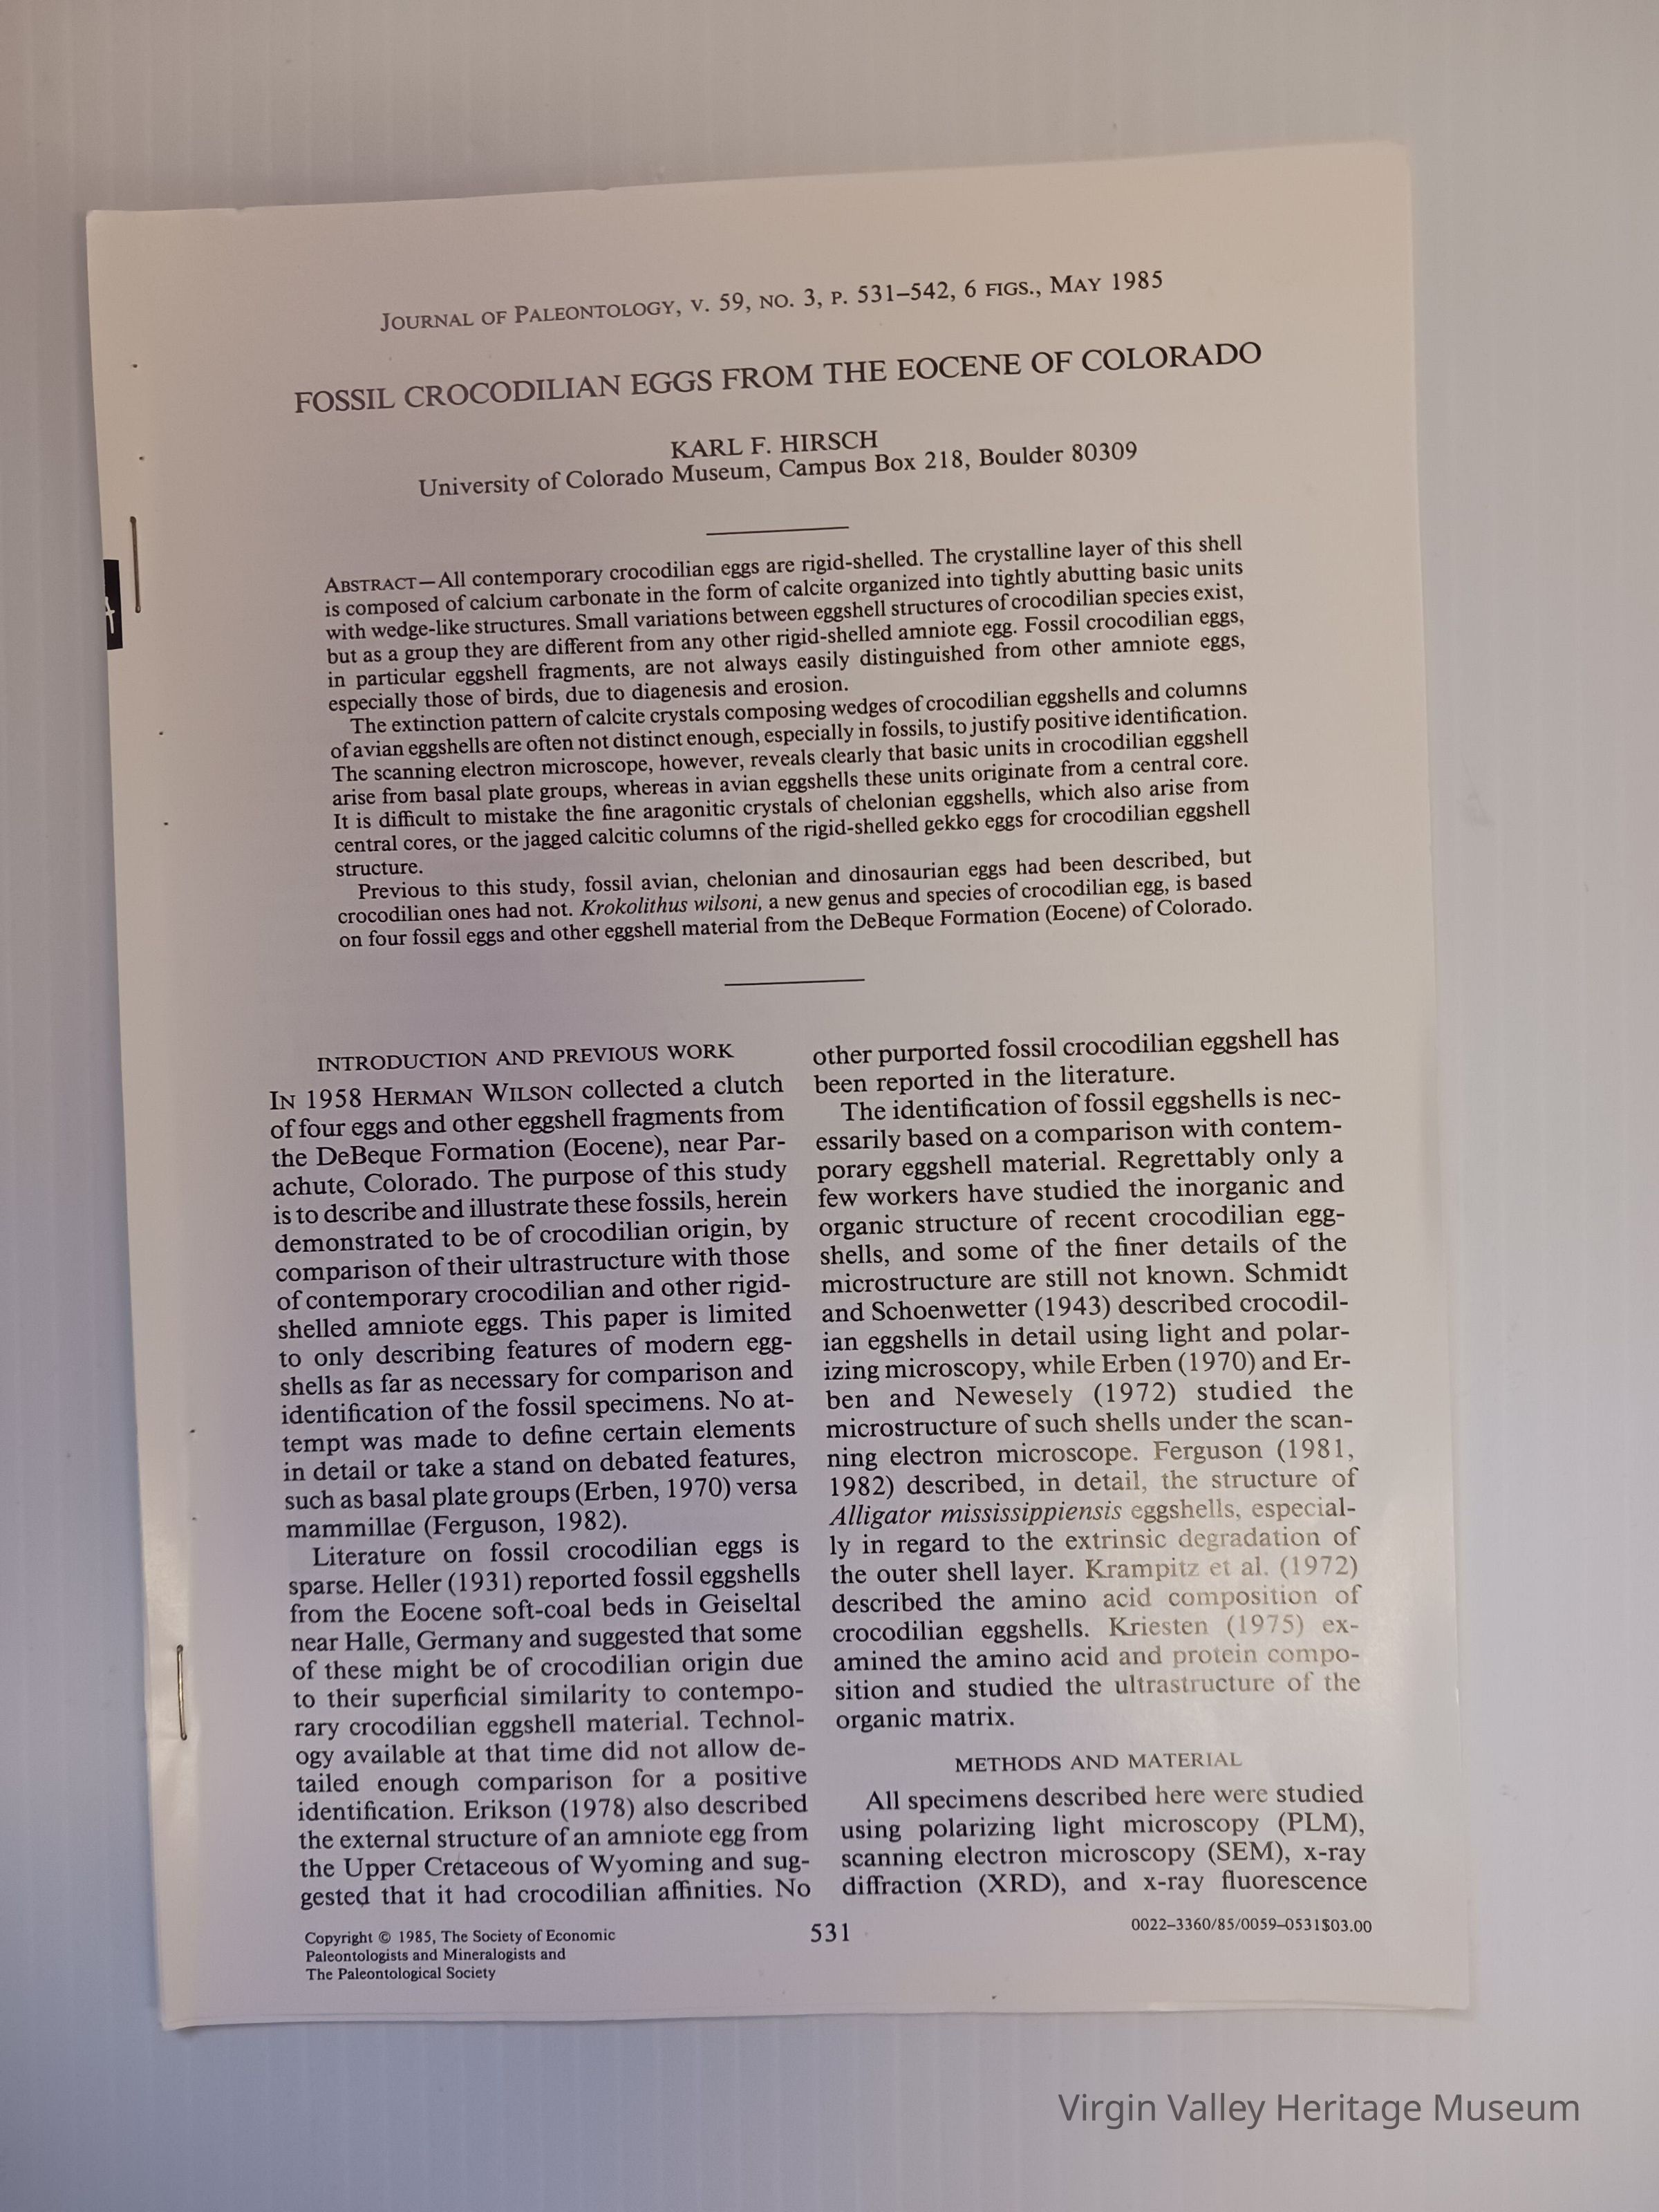 JOURNAL OF PALEONTOLOGY, V. 59, NO. 3, P. 531–542, 6 FIGS., MAY 1985
FOSSIL CROCODILIAN EGGS FROM THE EOCENE OF COLORADO
KARL F. HIRSCH
University of Colorado Museum, Campus Box 218, Boulder 80309
ABSTRACT—All contemporary crocodilian eggs are rigid-shelled. The crystalline layer of this shell
is composed of calcium carbonate in the form of calcite organized into tightly abutting basic units
with wedge-like structures. Small variations between eggshell structures of crocodilian species exist,
but as a group they are different from any other rigid-shelled amniote egg. Fossil crocodilian eggs,
in particular eggshell fragments, are not always easily distinguished from other amniote eggs,
especially those of birds, due to diagenesis and erosion.
The extinction pattern of calcite crystals composing wedges of crocodilian eggshells and columns
of avian eggshells are often not distinct enough, especially in fossils, to justify positive identification.
The scanning electron microscope, however, reveals clearly that basic units in crocodilian eggshell
arise from basal plate groups, whereas in avian eggshells these units originate from a central core.
It is difficult to mistake the fine aragonitic crystals of chelonian eggshells, which also arise from
central cores, or the jagged calcitic columns of the rigid-shelled gekko eggs for crocodilian eggshell
structure.
Previous to this study, fossil avian, chelonian and dinosaurian eggs had been described, but
crocodilian ones had not. Krokolithus wilsoni, a new genus and species of crocodilian egg, is based
on four fossil eggs and other eggshell material from the DeBeque Formation (Eocene) of Colorado.
INTRODUCTION AND PREVIOUS WORK
IN 1958 HERMAN WILSON collected a clutch
of four eggs and other eggshell fragments from
the DeBeque Formation (Eocene), near Par-
achute, Colorado. The purpose of this study
is to describe and illustrate these fossils, herein
demonstrated to be of crocodilian origin, by
comparison of their ultrastructure with those
of contemporary crocodilian and other rigid-
shelled amniote eggs. This paper is limited
to only describing features of modern egg-
shells as far as necessary for comparison and
identification of the fossil specimens. No at-
tempt was made to define certain elements
in detail or take a stand on debated features,
such as basal plate groups (Erben, 1970) versa
mammillae (Ferguson, 1982).
Literature on fossil crocodilian eggs is
sparse. Heller (1931) reported fossil eggshells
from the Eocene soft-coal beds in Geiseltal
near Halle, Germany and suggested that some
of these might be of crocodilian origin due
to their superficial similarity to contempo-
rary crocodilian eggshell material. Technol-
ogy available at that time did not allow de-
tailed enough comparison for a positive
identification. Erikson (1978) also described
the external structure of an amniote egg from
the Upper Cretaceous of Wyoming and sug-
gested that it had crocodilian affinities. No
other purported fossil crocodilian eggshell has
been reported in the literature.
The identification of fossil eggshells is nec-
essarily based on a comparison with contem-
porary eggshell material. Regrettably only a
few workers have studied the inorganic and
organic structure of recent crocodilian egg-
shells, and some of the finer details of the
microstructure are still not known. Schmidt
and Schoenwetter (1943) described crocodil-
ian eggshells in detail using light and polar-
izing microscopy, while Erben (1970) and Er-
ben and Newesely (1972) studied the
microstructure of such shells under the scan-
ning electron microscope. Ferguson (1981,
1982) described, in detail, the structure of
Alligator mississippiensis eggshells, especial-
ly in regard to the extrinsic degradation of
the outer shell layer. Krampitz et al. (1972)
described the amino acid composition of
crocodilian eggshells. Kriesten (1975) ex-
amined the amino acid and protein compo-
sition and studied the ultrastructure of the
organic matrix.
METHODS AND MATERIAL
All specimens described here were studied
using polarizing light microscopy (PLM),
scanning electron microscopy (SEM), x-ray
diffraction (XRD), and x-ray fluorescence
Copyright © 1985, The Society of Economic
Paleontologists and Mineralogists and
The Paleontological Society
531
0022–3360/85/0059–0531$03.00
Virgin Valley Heritage Museum